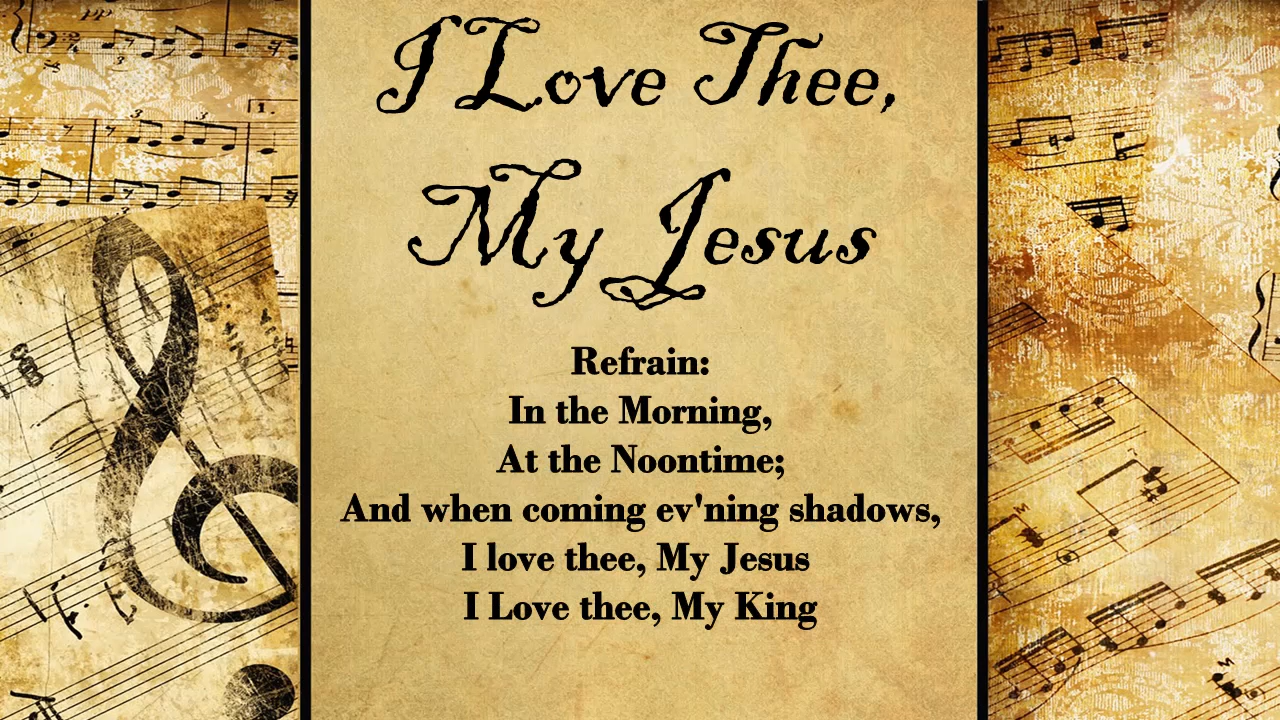 I Love Thee,
My Jesus
Refrain:
In the Morning,
At the Noontime;
And when coming ev'ning shadows,
I love thee, My Jesus
I Love thee, My King